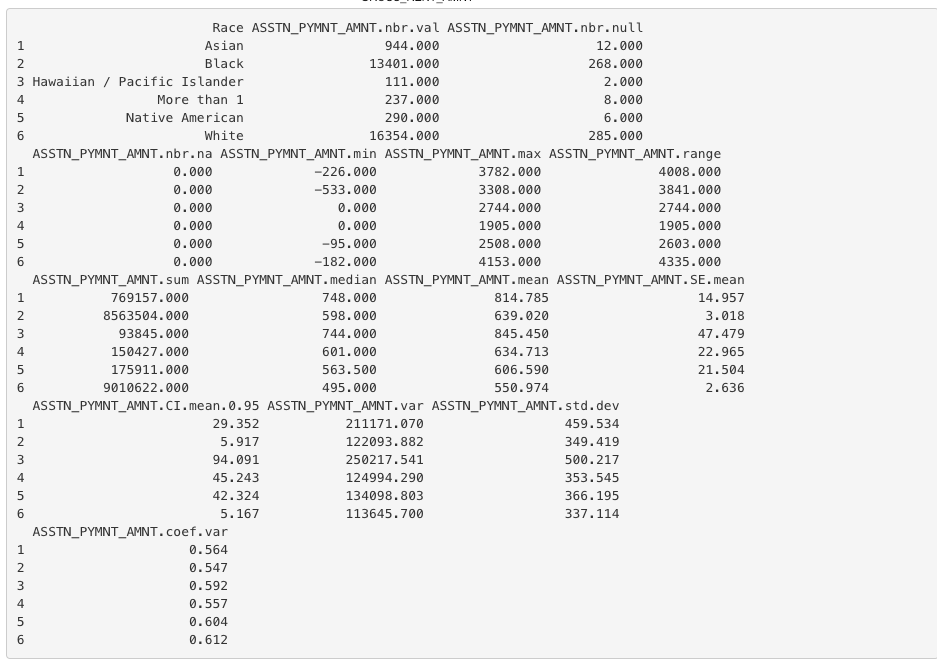 Race ASSTN_PYMNT_AMNT.nbr.val ASSTN_PYMNT_AMNT.nbr.null
1 Asian 944.000 12.000
2 Black 13401.000 268.000
3 Hawaiian / Pacific Islander 111.000 2.000
4 More than 1 237.000 8.000
5 Native American 290.000 6.000
6 White 16354.000 285.000
ASSTN_PYMNT_AMNT.nbr.na ASSTN_PYMNT_AMNT.min ASSTN_PYMNT_AMNT.max ASSTN_PYMNT_AMNT.range
1 0.000 −226.000 3782.000 4008.000
2 0.000 −533.000 3308.000 3841.000
3 0.000 0.000 2744.000 2744.000
4 0.000 0.000 1905.000 1905.000
5 0.000 −95.000 2508.000 2603.000
6 0.000 −182.000 4153.000 4335.000
ASSTN_PYMNT_AMNT.sum ASSTN_PYMNT_AMNT.median ASSTN_PYMNT_AMNT.mean ASSTN_PYMNT_AMNT.SE.mean
1 769157.000 748.000 814.785 14.957
2 8563504.000 598.000 639.020 3.018
3 93845.000 744.000 845.450 47.479
4 150427.000 601.000 634.713 22.965
5 175911.000 563.500 606.590 21.504
6 9010622.000 495.000 550.974 2.636
ASSTN_PYMNT_AMNT.CI.mean.0.95 ASSTN_PYMNT_AMNT.var ASSTN_PYMNT_AMNT.std.dev
1 29.352 211171.070 459.534
2 5.917 122093.882 349.419
3 94.091 250217.541 500.217
4 45.243 124994.290 353.545
5 42.324 134098.803 366.195
6 5.167 113645.700 337.114
ASSTN_PYMNT_AMNT.coef.var
1 0.564
2 0.547
3 0.592
4 0.557
5 0.604
6 0.612